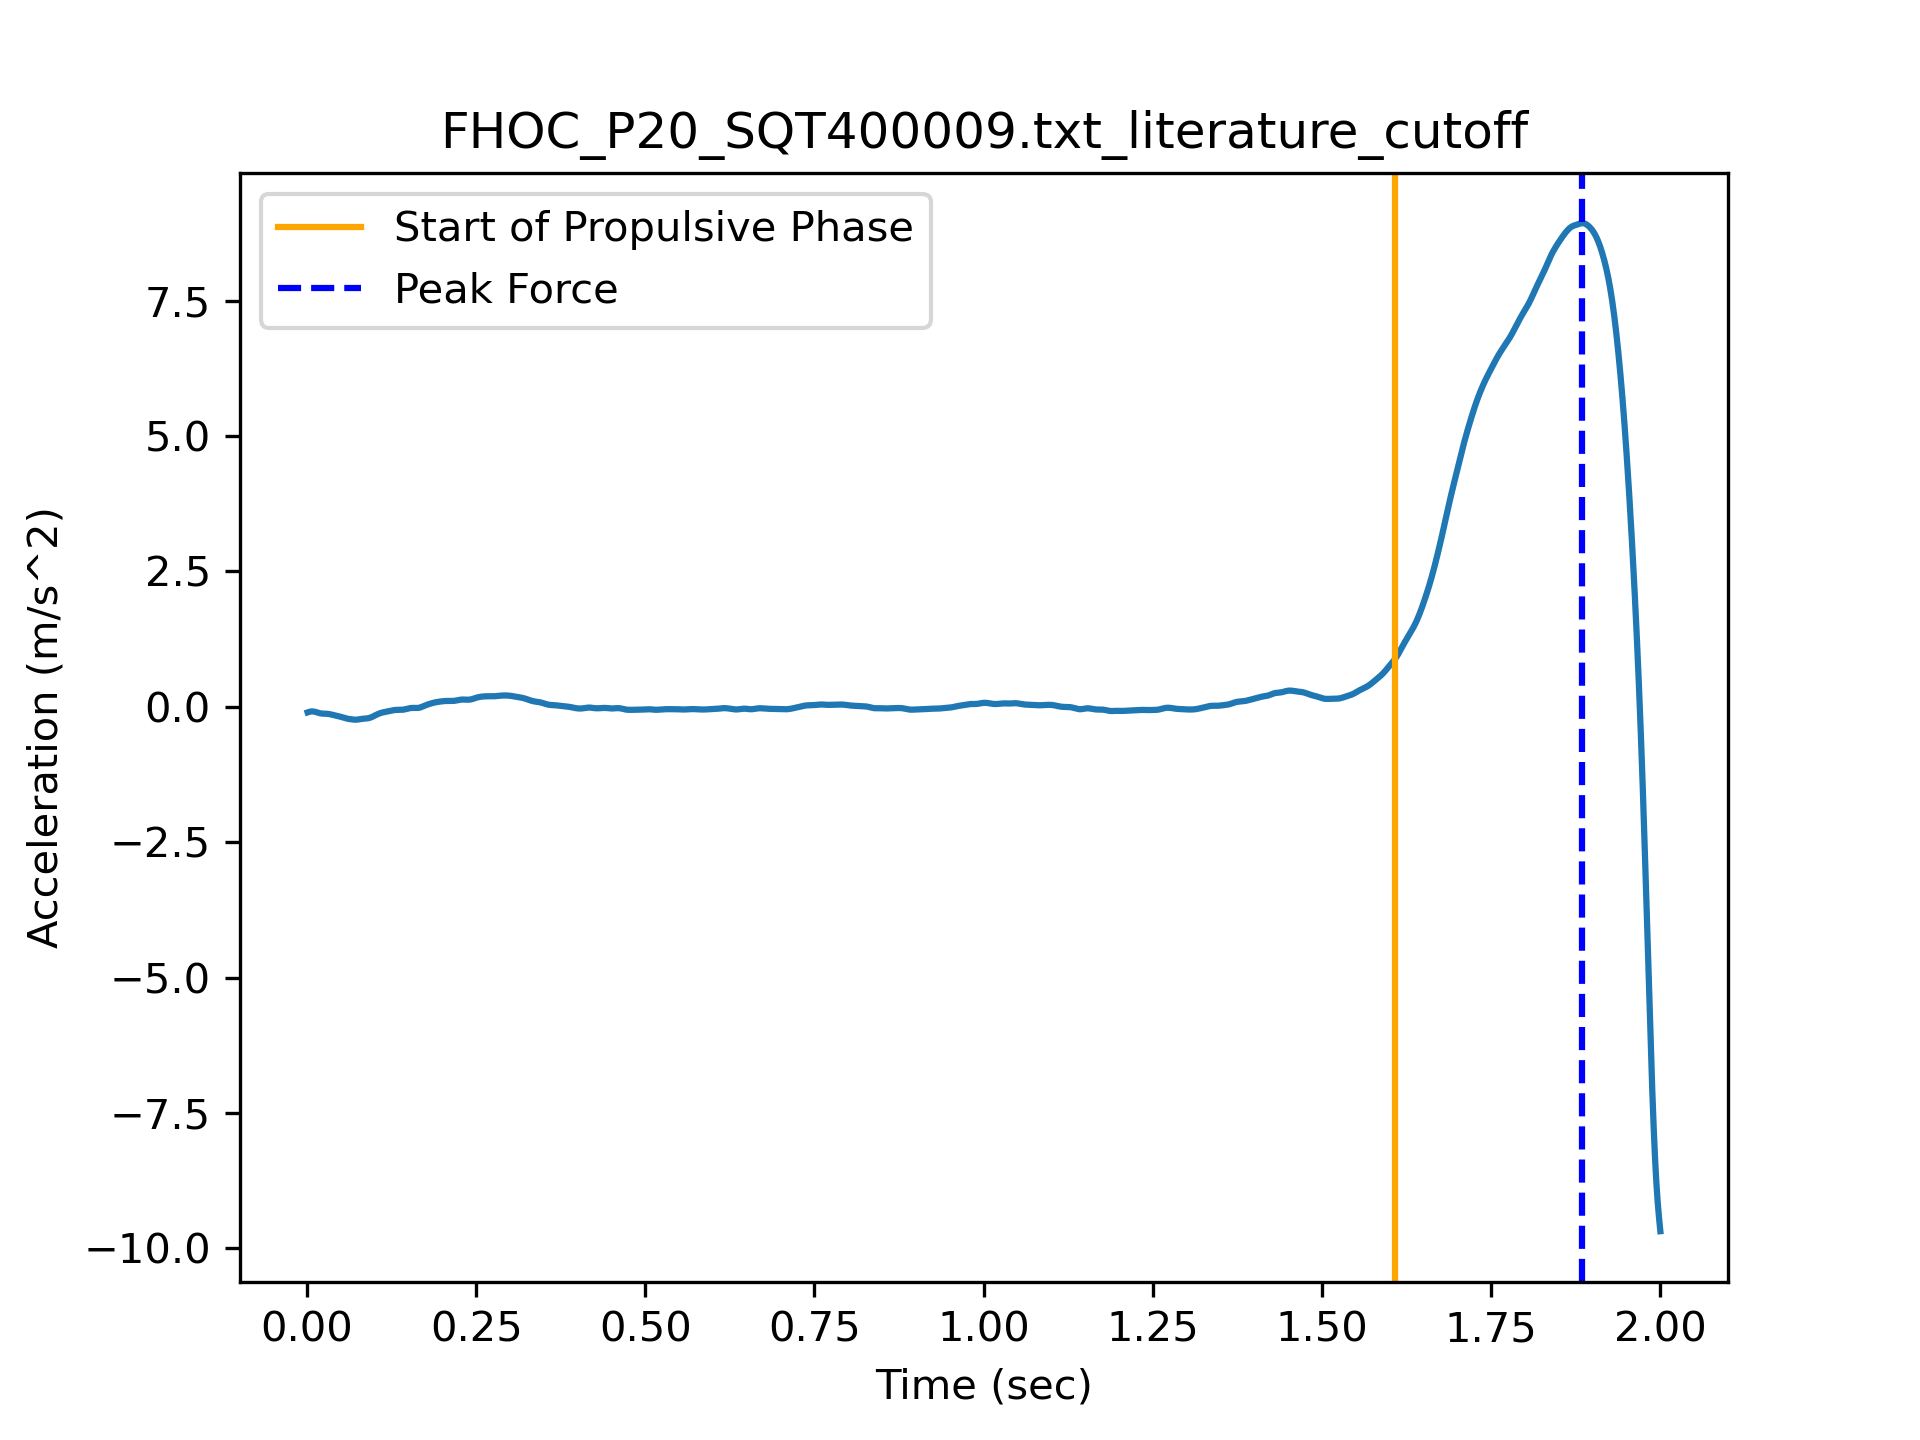 FHOC_P20_SQT400009.txt_literature_cutoff
Start of Propulsive Phase
Peak Force
Acceleration (m/s^2)
7.5
5.0
2.5
0.0
−2.5
−5.0
−7.5
−10.0
0.00 0.25 0.50 0.75 1.00 1.25 1.50 1.75 2.00
Time (sec)